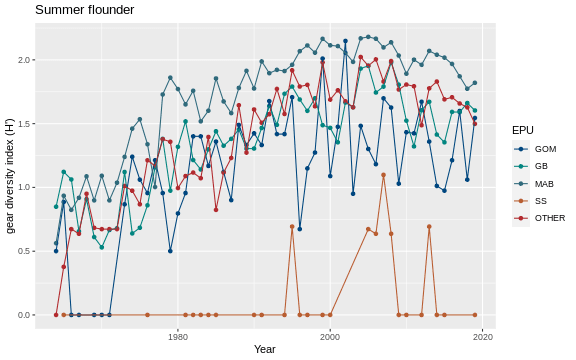 Summer flounder
gear diversity index (H')
2.0
1.5
1.0
0.5
0.0
1980
2000
2020
Year
EPU
GOM
GB
MAB
SS
OTHER